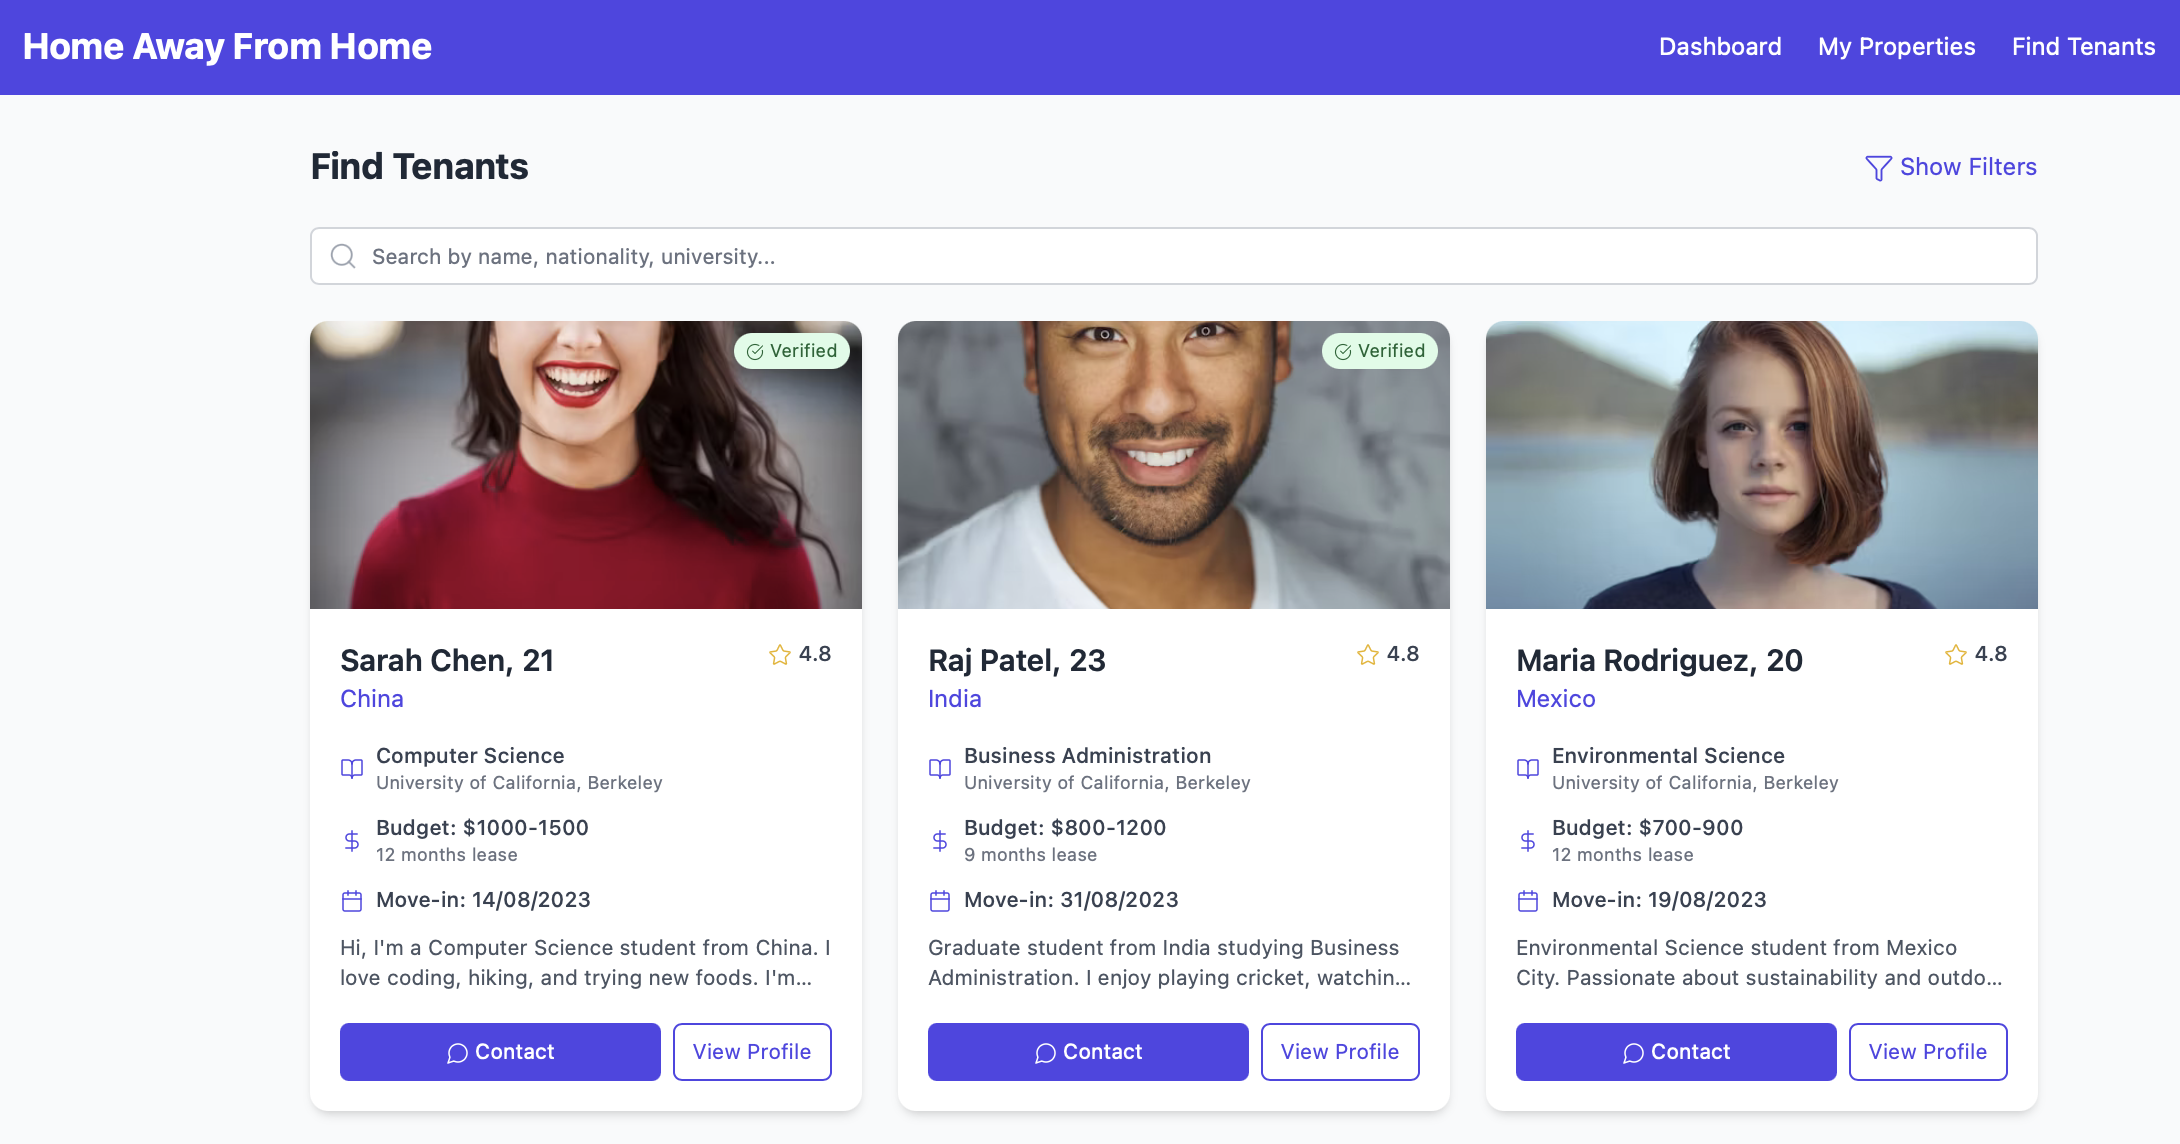 Home Away From Home
Dashboard
My Properties
Find Tenants
Find Tenants
Show Filters
Search by name, nationality, university...
Verified
Sarah Chen, 21
4.8
China
Computer Science
University of California, Berkeley
Budget: $1000-1500
12 months lease
Move-in: 14/08/2023
Hi, I'm a Computer Science student from China. I
love coding, hiking, and trying new foods. I'm...
Contact
View Profile
Verified
Raj Patel, 23
4.8
India
Business Administration
University of California, Berkeley
Budget: $800-1200
9 months lease
Move-in: 31/08/2023
Graduate student from India studying Business
Administration. I enjoy playing cricket, watchin...
Contact
View Profile
Maria Rodriguez, 20
4.8
Mexico
Environmental Science
University of California, Berkeley
Budget: $700-900
12 months lease
Move-in: 19/08/2023
Environmental Science student from Mexico
City. Passionate about sustainability and outdo...
Contact
View Profile